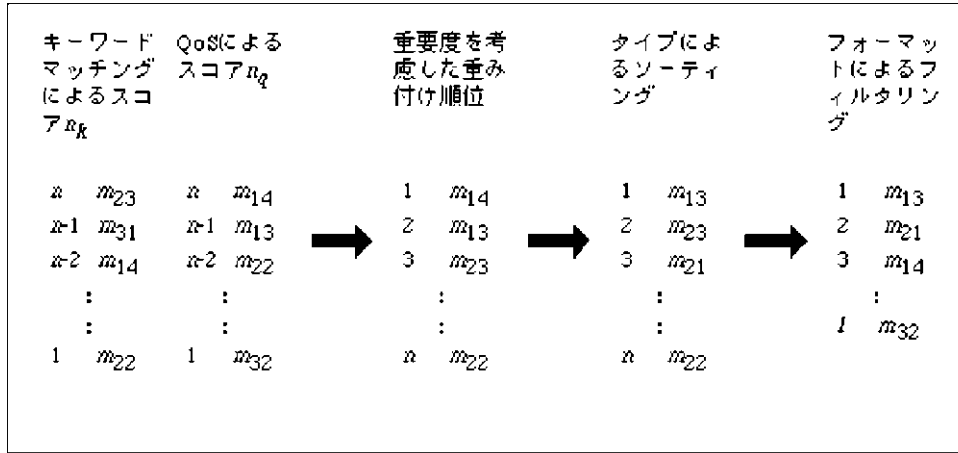 キーワード QoSによる 重要度を考 タイプによ フォーマッ
マッチング スコアRq 慮した重み るソーティ トによるフ
によるスコ 付け順位 ング ィルタリン
アRk グ
n m23 n m14 1 m14 1 m13 1 m13
n-1 m31 n-1 m13 2 m13 2 m23 2 m21
n-2 m14 n-2 m22 3 m23 3 m21 3 m14
: : : : :
: : : : l m32
1 m22 1 m32 n m22 n m22